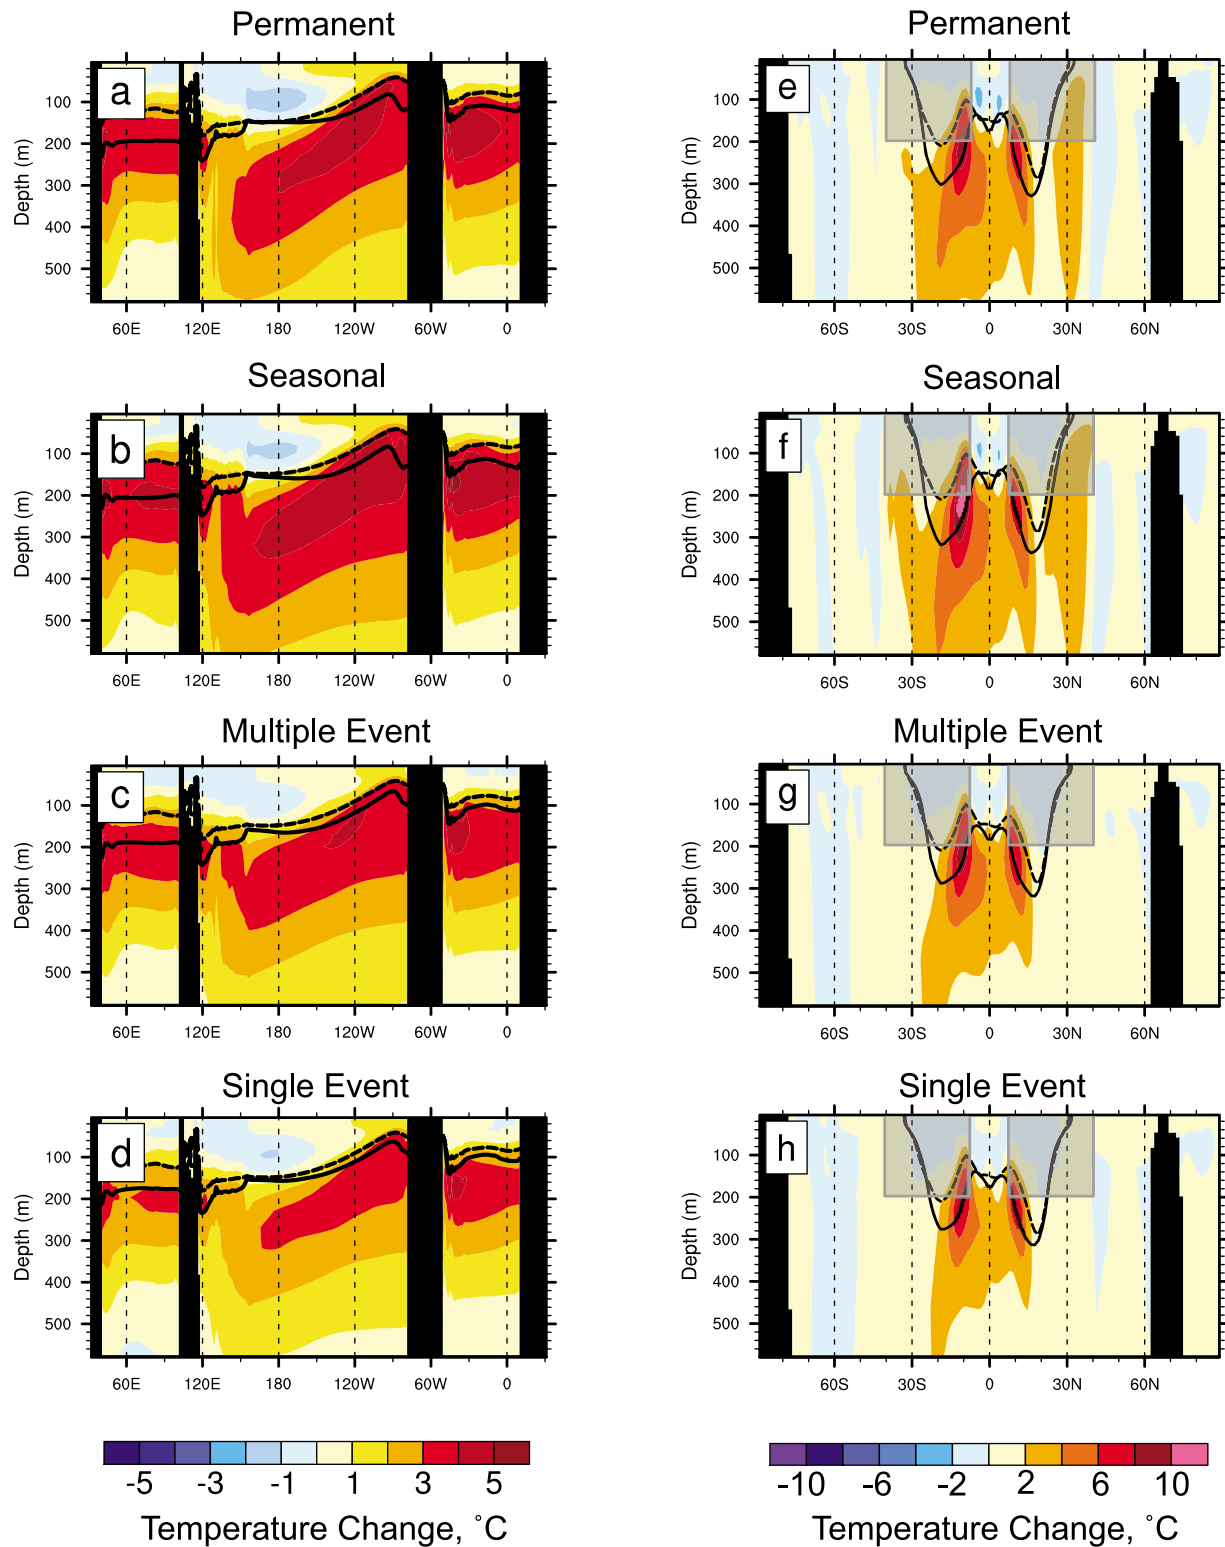 Permanent
a
Depth (m)
100
200
300
400
500
60E 120E 180 120W 60W 0
Seasonal
b
Depth (m)
100
200
300
400
500
60E 120E 180 120W 60W 0
Multiple Event
c
Depth (m)
100
200
300
400
500
60E 120E 180 120W 60W 0
Single Event
d
Depth (m)
100
200
300
400
500
60E 120E 180 120W 60W 0
-5 -3 -1 1 3 5
Temperature Change, ˚C
Permanent
e
Depth (m)
100
200
300
400
500
60S 30S 0 30N 60N
Seasonal
f
Depth (m)
100
200
300
400
500
60S 30S 0 30N 60N
Multiple Event
g
Depth (m)
100
200
300
400
500
60S 30S 0 30N 60N
Single Event
h
Depth (m)
100
200
300
400
500
60S 30S 0 30N 60N
-10 -6 -2 2 6 10
Temperature Change, ˚C